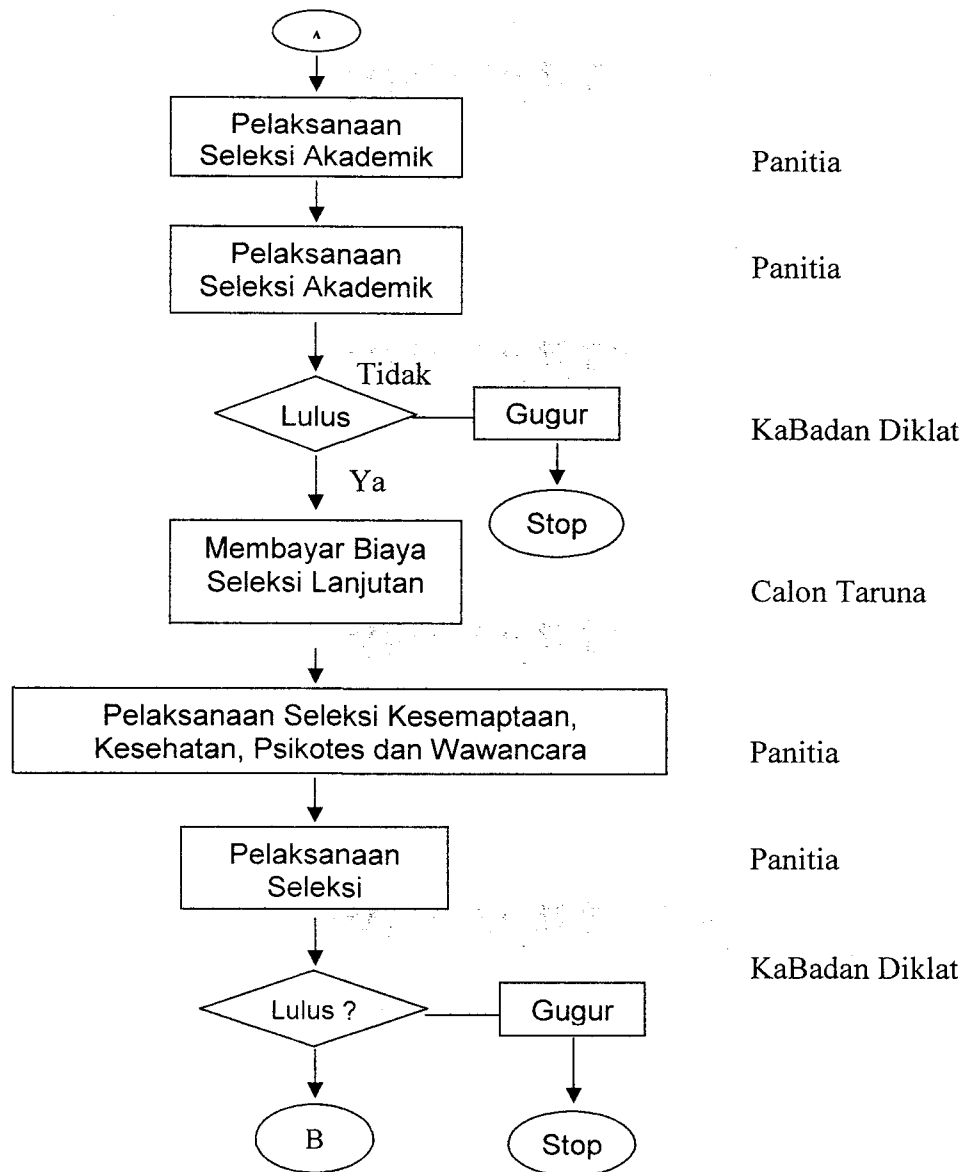 Pelaksanaan
Seleksi Akademik
Panitia
Pelaksanaan
Seleksi Akademik
Panitia
Tidak
Lulus
Gugur
KaBadan Diklat
Ya
Stop
Membayar Biaya
Seleksi Lanjutan
Calon Taruna
Pelaksanaan Seleksi Kesemaptaan,
Kesehatan, Psikotes dan Wawancara
Panitia
Pelaksanaan
Seleksi
Panitia
KaBadan Diklat
Lulus ?
Gugur
B
Stop